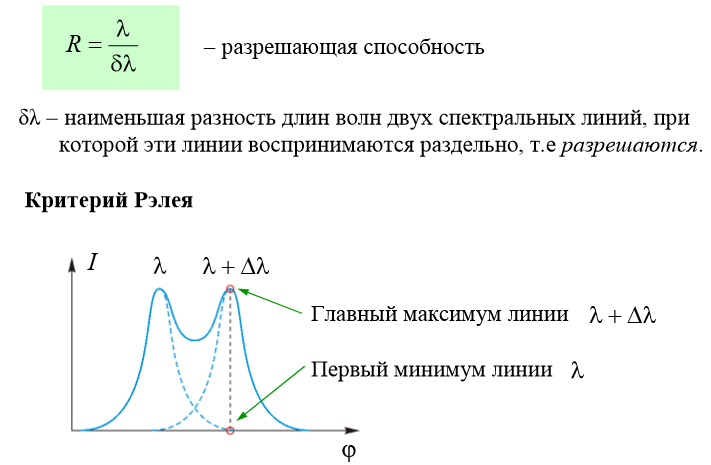 R = λ/δλ – разрешающая способность
δλ – наименьшая разность длин волн двух спектральных линий, при
которой эти линии воспринимаются раздельно, т.е разрешаются.
Критерий Рэлея
I λ λ + Δλ
Главный максимум линии λ + Δλ
Первый минимум линии λ
φ